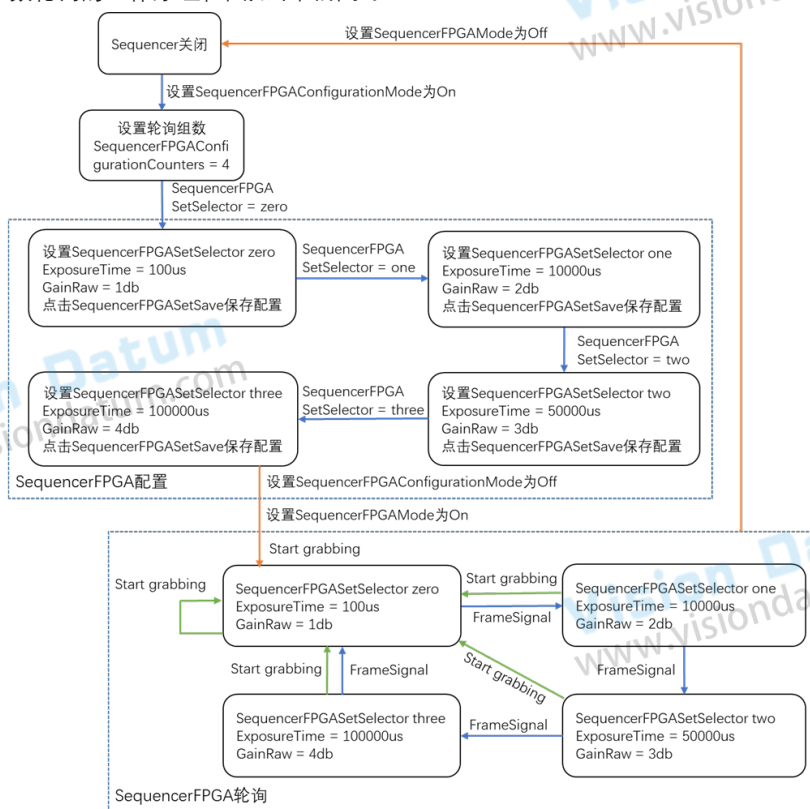 设置SequencerFPGAMode为Off
Sequencer关闭
www.visiond
设置SequencerFPGAConfigurationMode为On
设置轮询组数
SequencerFPGAConfi
gurationCounters = 4
SequencerFPGA
SetSelector = zero
设置SequencerFPGASetSelector zero
ExposureTime = 100us
GainRaw = 1db
点击SequencerFPGASetSave保存配置
SequencerFPGA
SetSelector = one
设置SequencerFPGASetSelector one
ExposureTime = 10000us
GainRaw = 2db
点击SequencerFPGASetSave保存配置
SequencerFPGA
SetSelector = two
设置SequencerFPGASetSelector three
ExposureTime = 100000us
GainRaw = 4db
点击SequencerFPGASetSave保存配置
SequencerFPGA
SetSelector = three
设置SequencerFPGASetSelector two
ExposureTime = 50000us
GainRaw = 3db
点击SequencerFPGASetSave保存配置
SequencerFPGA配置
设置SequencerFPGAConfigurationMode为Off
设置SequencerFPGAMode为On
Start grabbing
Start grabbing
SequencerFPGASetSelector zero
ExposureTime = 100us
GainRaw = 1db
Start grabbing
FrameSignal
SequencerFPGASetSelector one
ExposureTime = 10000us
GainRaw = 2db
Start grabbing
FrameSignal
Start grabbing
FrameSignal
SequencerFPGASetSelector three
ExposureTime = 100000us
GainRaw = 4db
FrameSignal
SequencerFPGASetSelector two
ExposureTime = 50000us
GainRaw = 3db
SequencerFPGA轮询